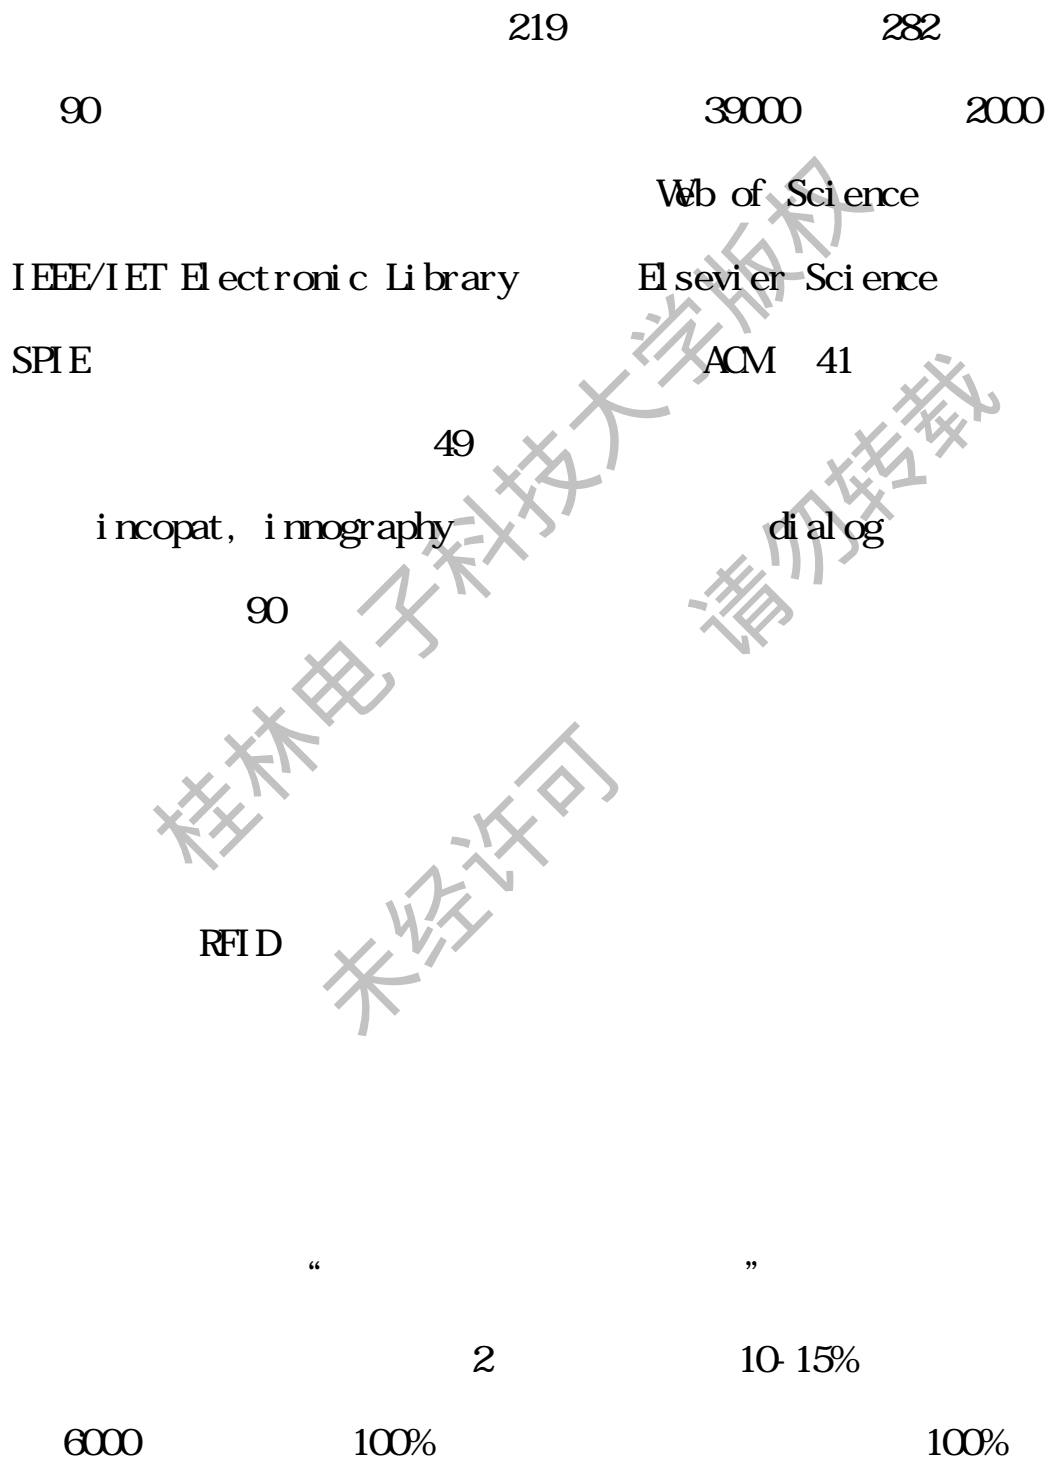 219 282
90 39000 2000
Web of Science
IEEE/IET Electronic Library Elsevier Science
SPIE ACM 41
49
incopat, innography dialog
90
RFID
“ ”
2 10-15%
6000 100% 100%
桂林电子科技大学版权
未经许可
请勿转载